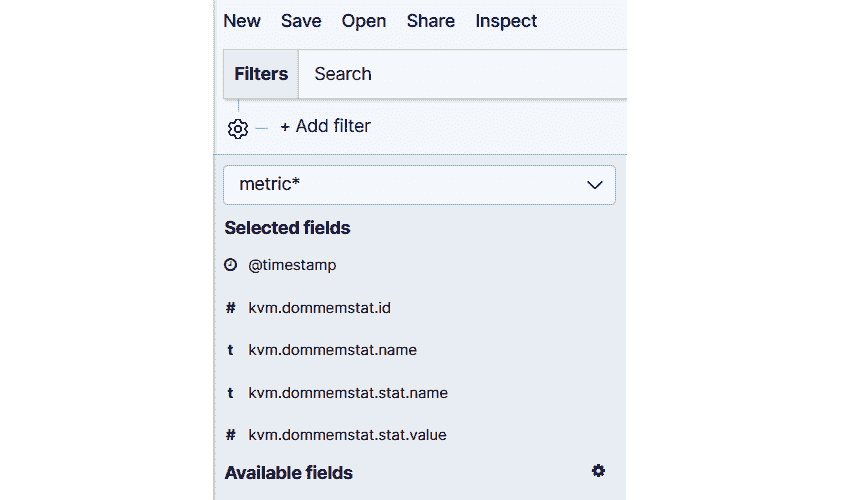 New Save Open Share Inspect
Filters Search
+ Add filter
metric*
Selected fields
@timestamp
# kvm.dommemstat.id
t kvm.dommemstat.name
t kvm.dommemstat.stat.name
# kvm.dommemstat.stat.value
Available fields